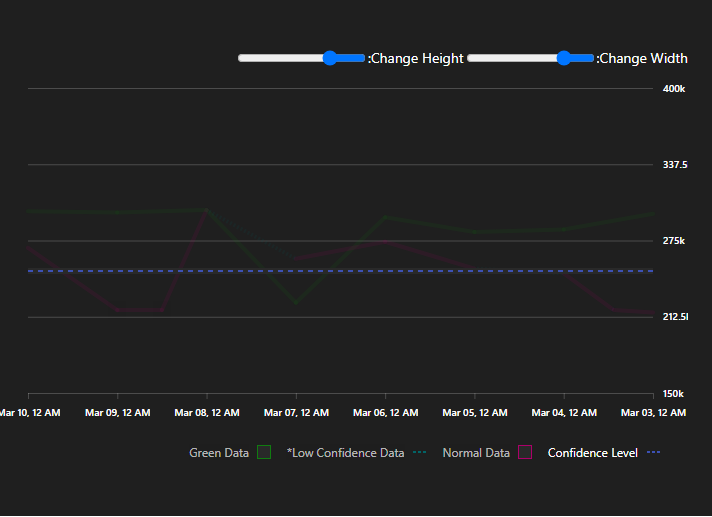 :Change Height :Change Width
400k
337.5
275k
212.5
150k
Mar 10, 12 AM Mar 09, 12 AM Mar 08, 12 AM Mar 07, 12 AM Mar 06, 12 AM Mar 05, 12 AM Mar 04, 12 AM Mar 03, 12 AM
Green Data *Low Confidence Data Normal Data Confidence Level